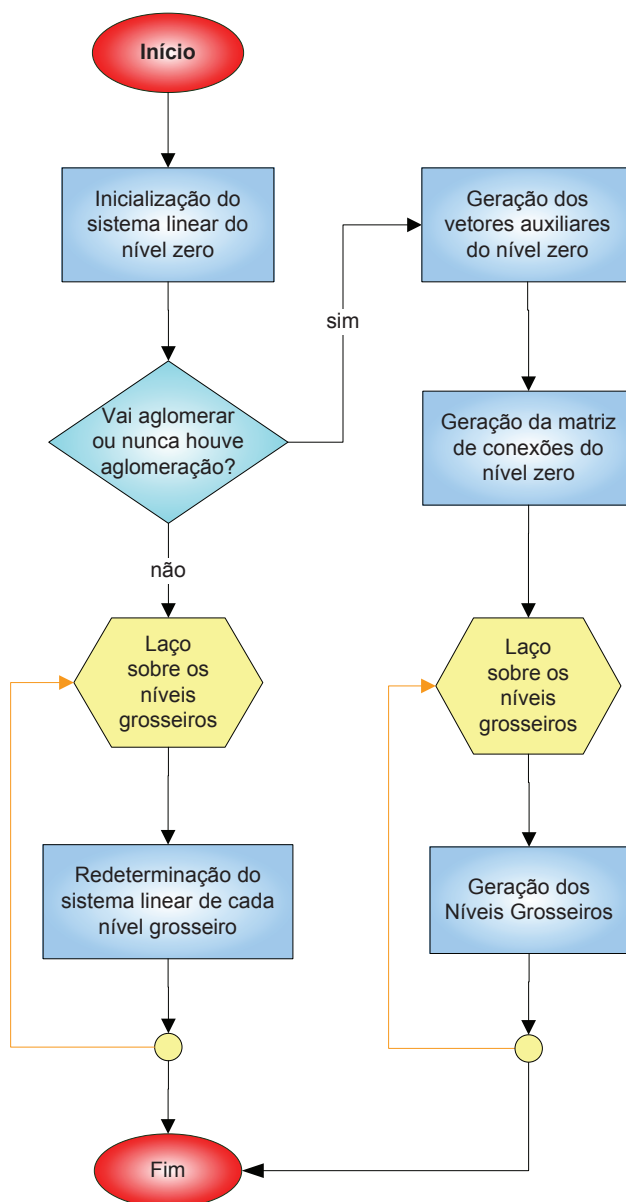 Início
Inicialização do
sistema linear do
nível zero
Vai aglomerar
ou nunca houve
aglomeração?
sim
não
Laço
sobre os
níveis
grosseiros
Redeterminação do
sistema linear de cada
nível grosseiro
Geração dos
vetores auxiliares
do nível zero
Geração da matriz
de conexões do
nível zero
Laço
sobre os
níveis
grosseiros
Geração dos
Níveis Grosseiros
Fim